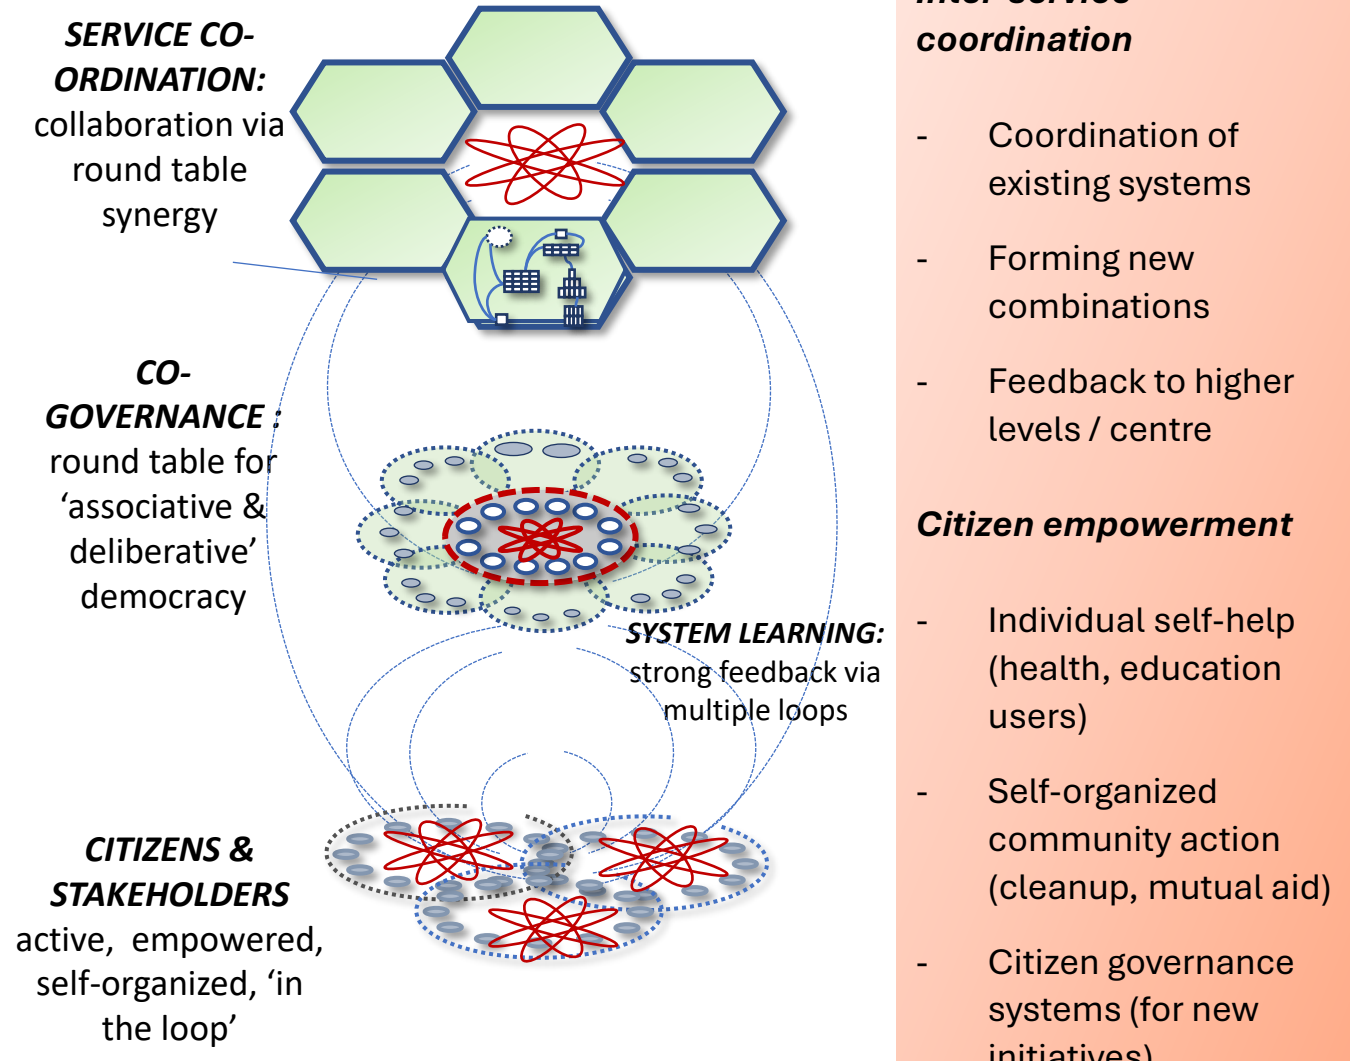 SERVICE CO-
ORDINATION:
collaboration via
round table
synergy
CO-
GOVERNANCE :
round table for
‘associative &
deliberative’
democracy
SYSTEM LEARNING:
strong feedback via
multiple loops
CITIZENS &
STAKEHOLDERS
active, empowered,
self-organized, ‘in
the loop’
Inter-service
coordination
- Coordination of
existing systems
- Forming new
combinations
- Feedback to higher
levels / centre
Citizen empowerment
- Individual self-help
(health, education
users)
- Self-organized
community action
(cleanup, mutual aid)
- Citizen governance
systems (for new
initiatives)